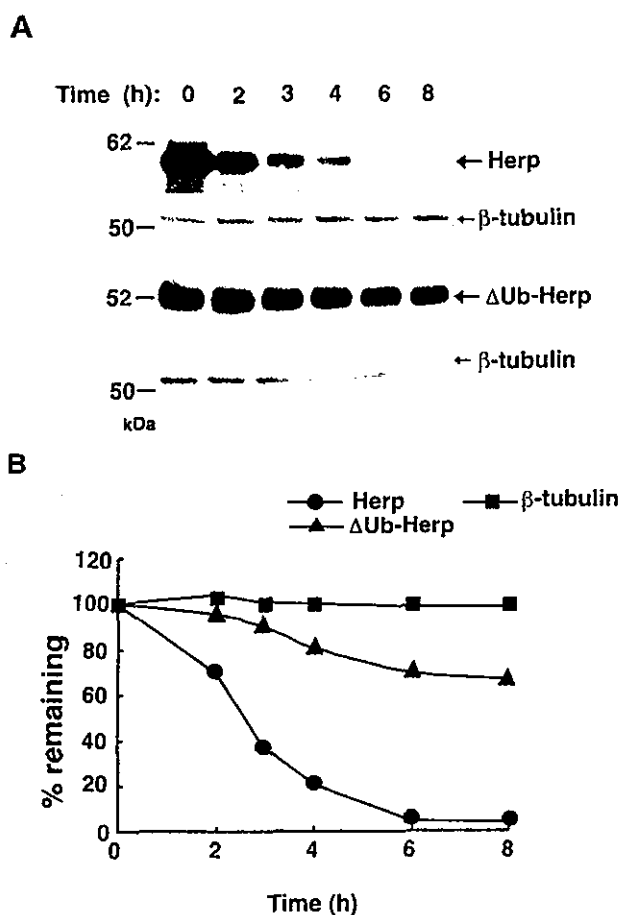 A
Time (h): 0 2 3 4 6 8
62
Herp
50
β-tubulin
52
ΔUb-Herp
β-tubulin
50
kDa
B
Herp
β-tubulin
ΔUb-Herp
120
100
80
60
40
20
0
% remaining
0 2 4 6 8
Time (h)